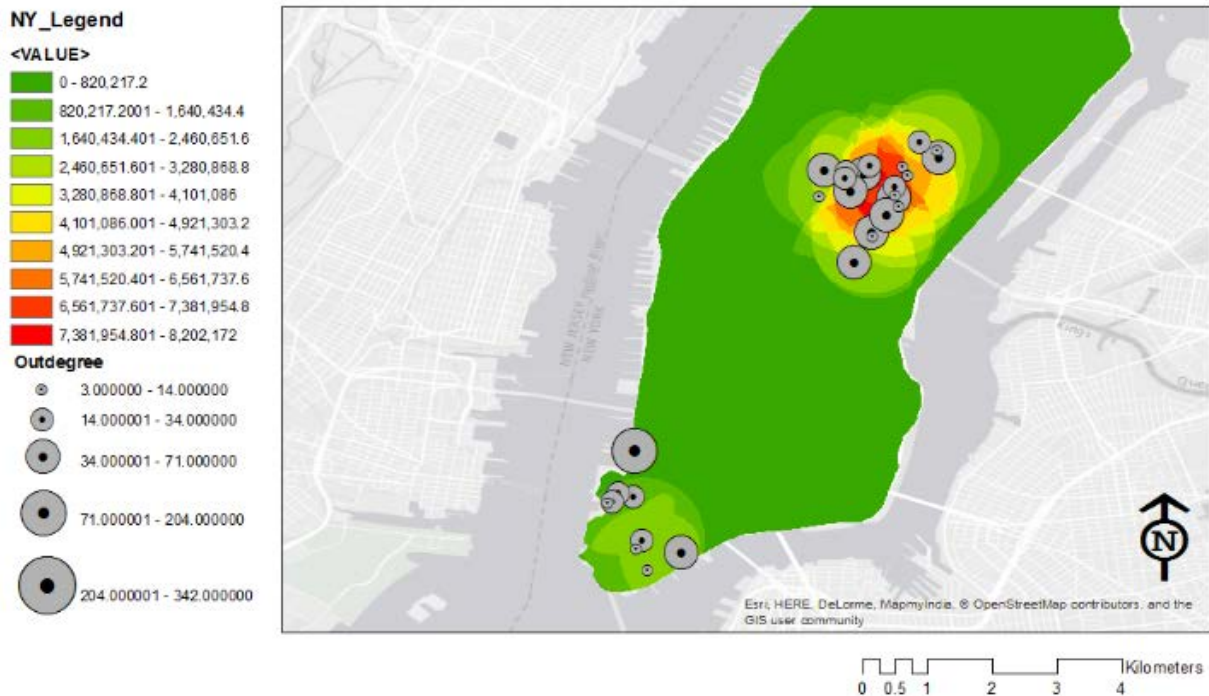 NY_Legend
<VALUE>
0 - 820,217.2
820,217.2001 - 1,640,434.4
1,640,434.401 - 2,460,651.6
2,460,651.601 - 3,280,868.8
3,280,868.801 - 4,101,086
4,101,086.001 - 4,921,303.2
4,921,303.201 - 5,741,520.4
5,741,520.401 - 6,561,737.6
6,561,737.601 - 7,381,954.8
7,381,954.801 - 8,202,172
Outdegree
3.000000 - 14.000000
14.000001 - 34.000000
34.000001 - 71.000000
71.000001 - 204.000000
204.000001 - 342.000000
NEW JERSEY
NEW YORK
Kings
N
Esri, HERE, DeLorme, MapmyIndia, © OpenStreetMap contributors, and the
GIS user community
Kilometers
0 0.5 1 2 3 4